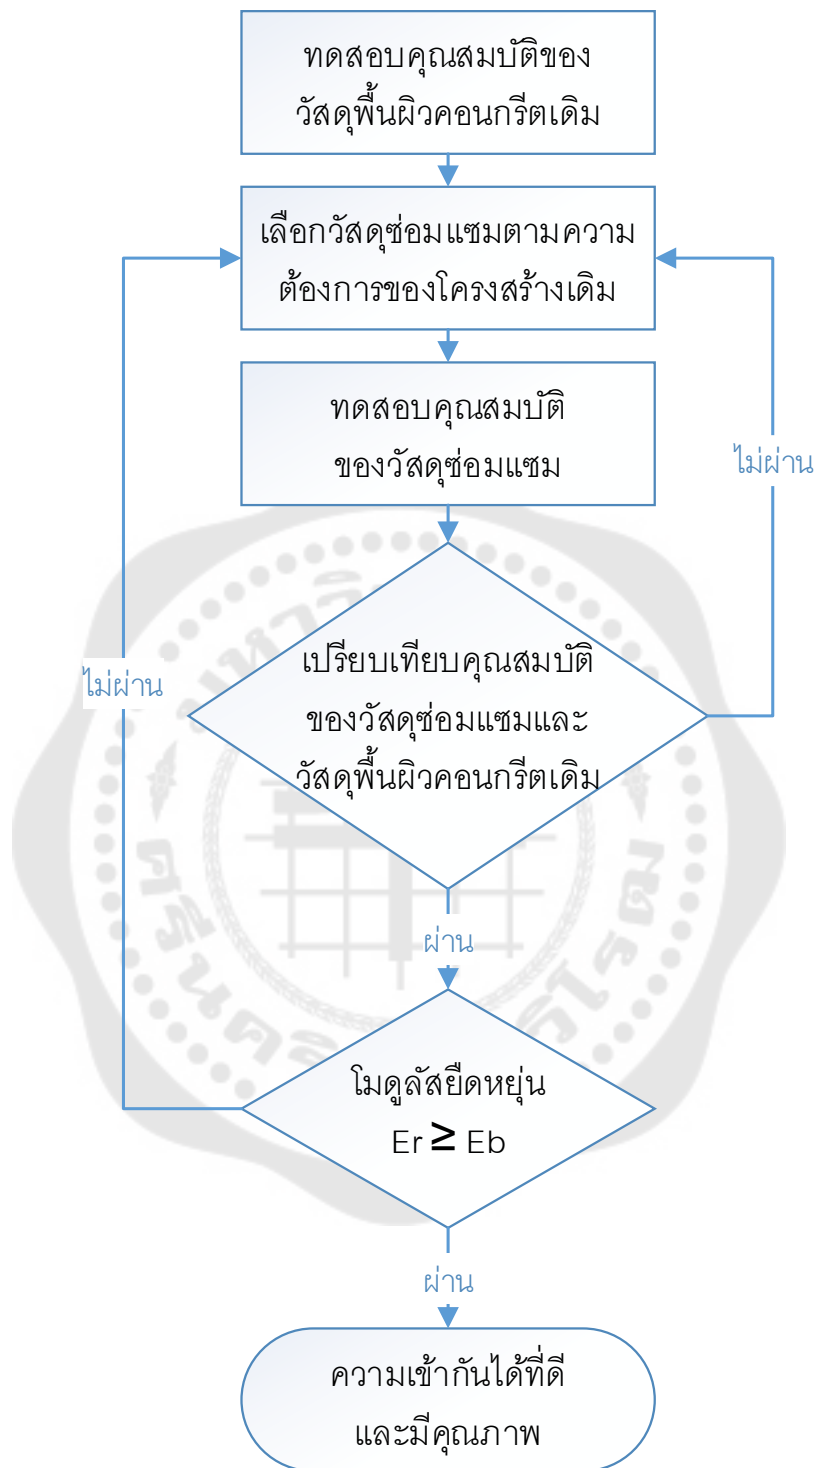 ทดสอบคุณสมบัติของ
วัสดุพื้นผิวคอนกรีตเดิม
เลือกวัสดุซ่อมแซมตามความ
ต้องการของโครงสร้างเดิม
ทดสอบคุณสมบัติ
ของวัสดุซ่อมแซม
ไม่ผ่าน
เปรียบเทียบคุณสมบัติ
ของวัสดุซ่อมแซมและ
วัสดุพื้นผิวคอนกรีตเดิม
ไม่ผ่าน
ผ่าน
โมดูลัสยืดหยุ่น
Er ≥ Eb
ผ่าน
ความเข้ากันได้ที่ดี
และมีคุณภาพ